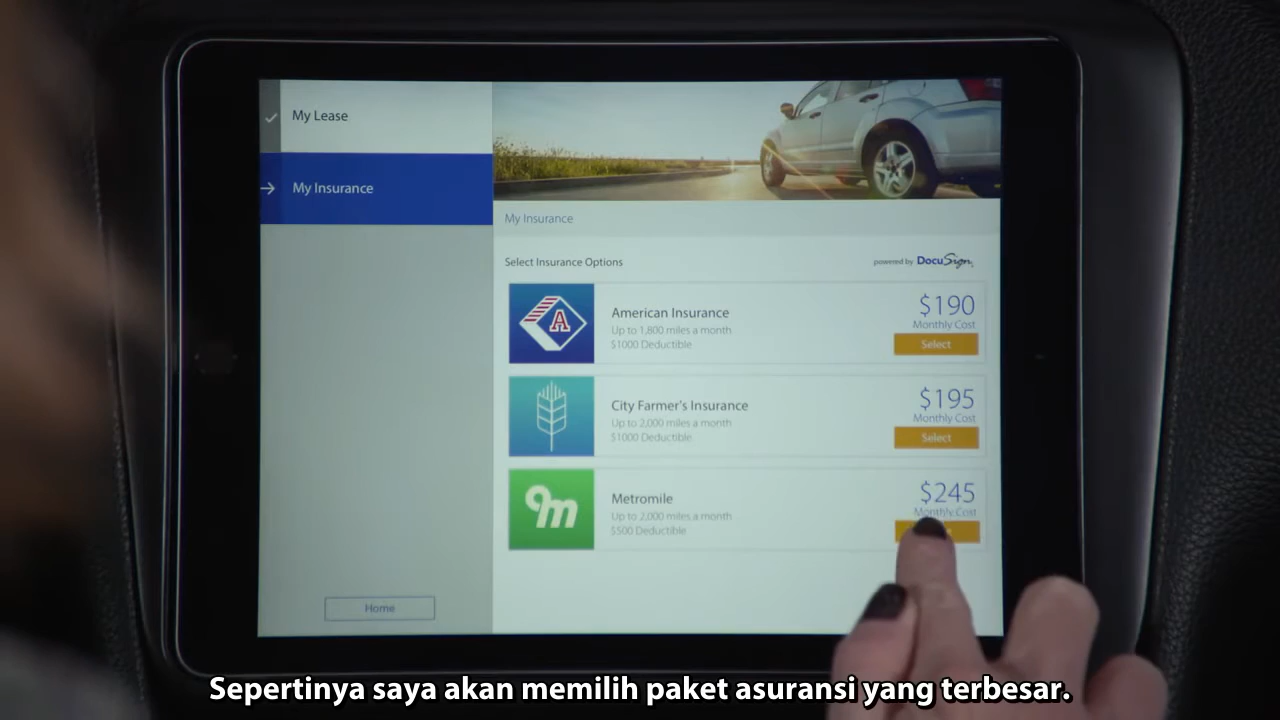 My Lease
My Insurance
My Insurance
Select Insurance Options
powered by DocuSign
A
American Insurance
Up to 1,800 miles a month
$1000 Deductible
$190
Monthly Cost
Select
City Farmer's Insurance
Up to 2,000 miles a month
$1000 Deductible
$195
Monthly Cost
Select
m
Metromile
Up to 2,000 miles a month
$500 Deductible
$245
Monthly Cost
Home
Sepertinya saya akan memilih paket asuransi yang terbesar.